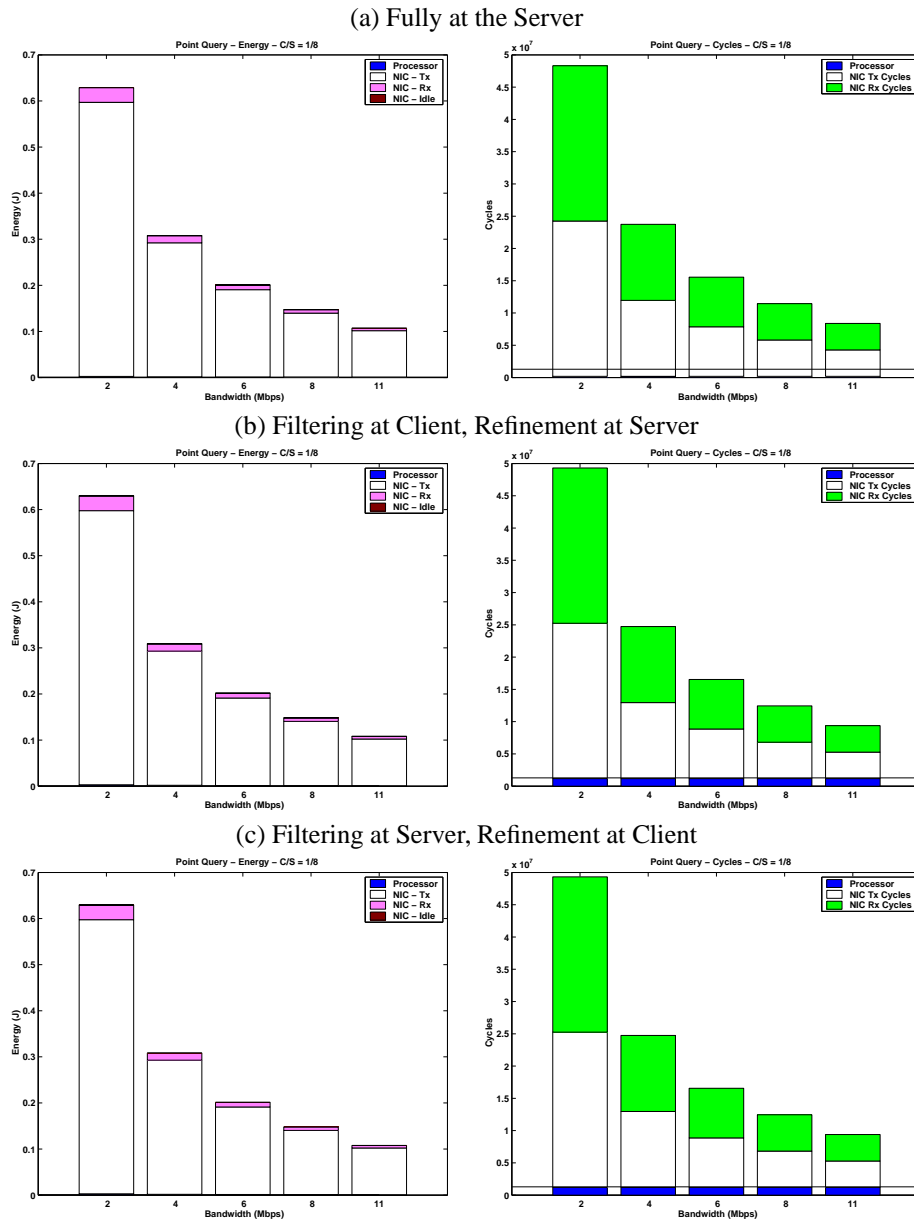 (a) Fully at the Server
Point Query – Energy – C/S = 1/8
Energy (J)
0.7
0.6
0.5
0.4
0.3
0.2
0.1
0
2 4 6 8 11
Bandwidth (Mbps)
Processor
NIC – Tx
NIC – Rx
NIC – Idle
Point Query – Cycles – C/S = 1/8
x 10^7
Cycles
5
4.5
4
3.5
3
2.5
2
1.5
1
0.5
0
2 4 6 8 11
Bandwidth (Mbps)
Processor
NIC Tx Cycles
NIC Rx Cycles
(b) Filtering at Client, Refinement at Server
Point Query – Energy – C/S = 1/8
Energy (J)
0.7
0.6
0.5
0.4
0.3
0.2
0.1
0
2 4 6 8 11
Bandwidth (Mbps)
Processor
NIC – Tx
NIC – Rx
NIC – Idle
Point Query – Cycles – C/S = 1/8
x 10^7
Cycles
5
4.5
4
3.5
3
2.5
2
1.5
1
0.5
0
2 4 6 8 11
Bandwidth (Mbps)
Processor
NIC Tx Cycles
NIC Rx Cycles
(c) Filtering at Server, Refinement at Client
Point Query – Energy – C/S = 1/8
Energy (J)
0.7
0.6
0.5
0.4
0.3
0.2
0.1
0
2 4 6 8 11
Bandwidth (Mbps)
Processor
NIC – Tx
NIC – Rx
NIC – Idle
Point Query – Cycles – C/S = 1/8
x 10^7
Cycles
5
4.5
4
3.5
3
2.5
2
1.5
1
0.5
0
2 4 6 8 11
Bandwidth (Mbps)
Processor
NIC Tx Cycles
NIC Rx Cycles